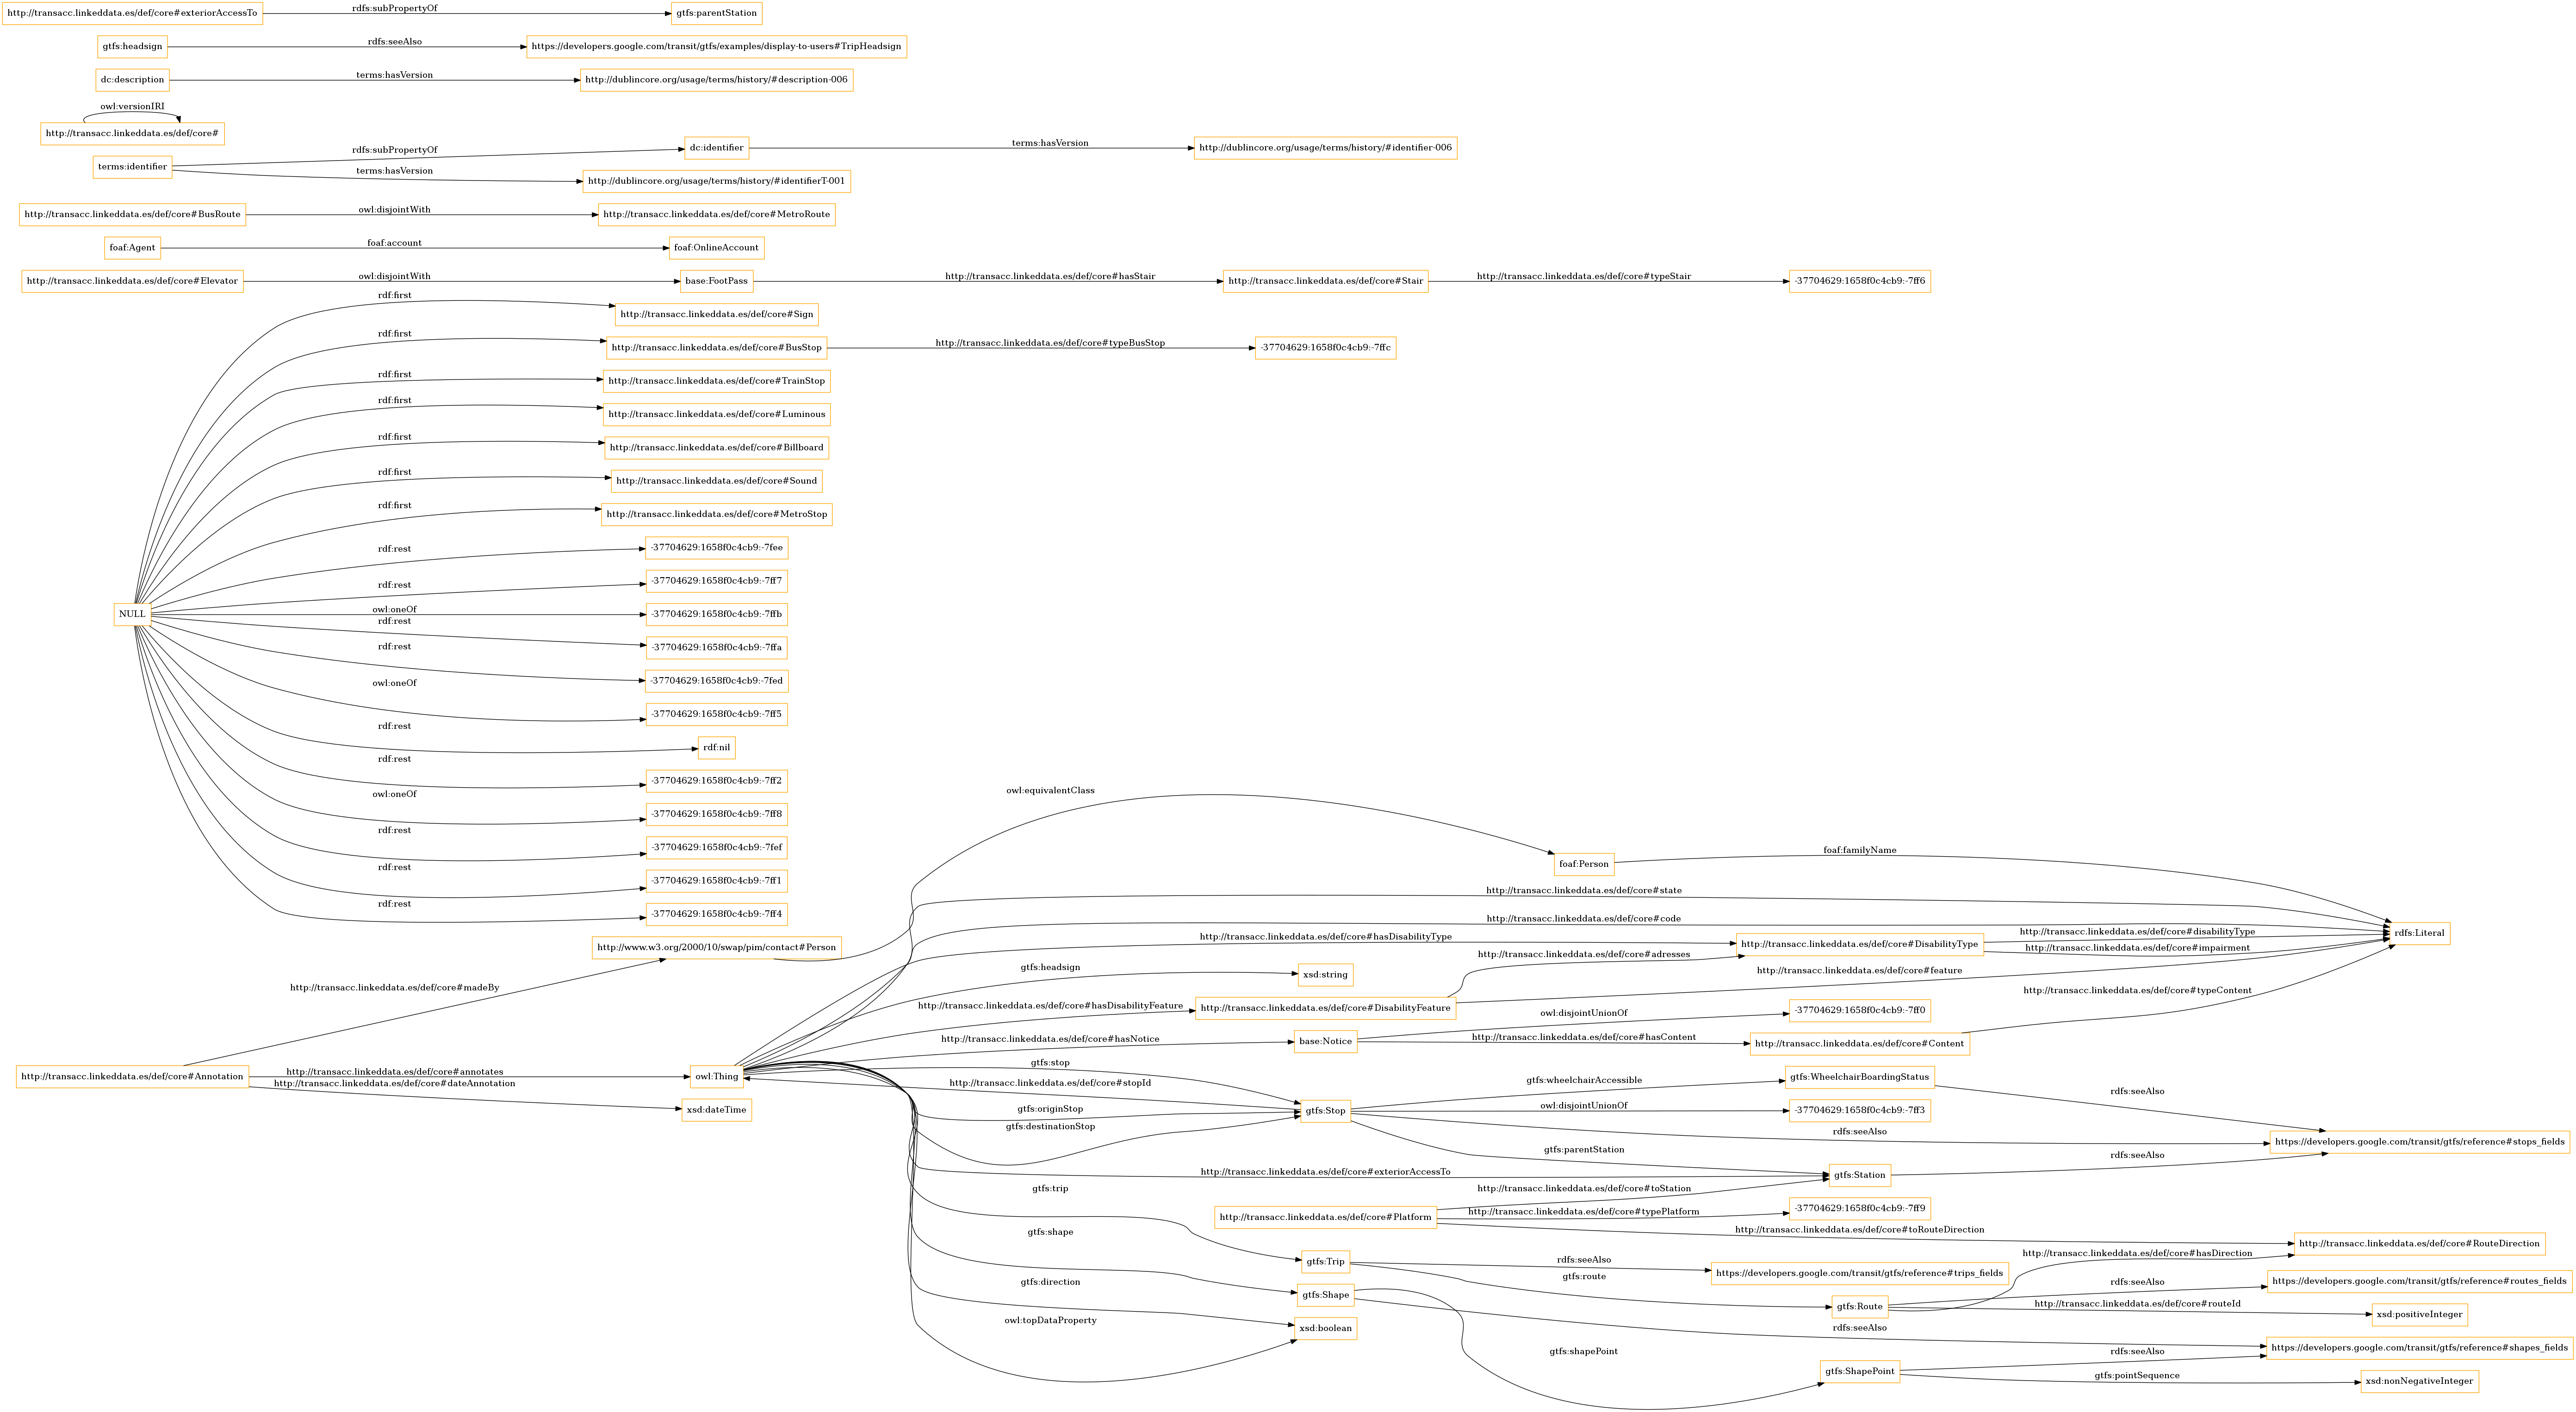 http://transacc.linkeddata.es/def/core#exteriorAccessTo
rdfs:subPropertyOf
gtfs:parentStation
gtfs:headsign
rdfs:seeAlso
https://developers.google.com/transit/gtfs/examples/display-to-users#TripHeadsign
dc:description
terms:hasVersion
http://dublincore.org/usage/terms/history/#description-006
owl:versionIRI
http://transacc.linkeddata.es/def/core#
terms:identifier
rdfs:subPropertyOf
dc:identifier
terms:hasVersion
http://dublincore.org/usage/terms/history/#identifier-006
terms:hasVersion
http://dublincore.org/usage/terms/history/#identifierT-001
http://transacc.linkeddata.es/def/core#BusRoute
owl:disjointWith
http://transacc.linkeddata.es/def/core#MetroRoute
foaf:Agent
foaf:account
foaf:OnlineAccount
http://transacc.linkeddata.es/def/core#Elevator
owl:disjointWith
base:FootPass
http://transacc.linkeddata.es/def/core#hasStair
http://transacc.linkeddata.es/def/core#Stair
http://transacc.linkeddata.es/def/core#typeStair
-37704629:1658f0c4cb9:-7ff6
NULL
rdf:first
http://transacc.linkeddata.es/def/core#Sign
rdf:first
http://transacc.linkeddata.es/def/core#BusStop
http://transacc.linkeddata.es/def/core#typeBusStop
-37704629:1658f0c4cb9:-7ffc
rdf:first
http://transacc.linkeddata.es/def/core#TrainStop
rdf:first
http://transacc.linkeddata.es/def/core#Luminous
rdf:first
http://transacc.linkeddata.es/def/core#Billboard
rdf:first
http://transacc.linkeddata.es/def/core#Sound
rdf:first
http://transacc.linkeddata.es/def/core#MetroStop
rdf:rest
-37704629:1658f0c4cb9:-7fee
rdf:rest
-37704629:1658f0c4cb9:-7ff7
owl:oneOf
-37704629:1658f0c4cb9:-7ffb
rdf:rest
-37704629:1658f0c4cb9:-7ffa
rdf:rest
-37704629:1658f0c4cb9:-7fed
owl:oneOf
-37704629:1658f0c4cb9:-7ff5
rdf:rest
rdf:nil
rdf:rest
-37704629:1658f0c4cb9:-7ff2
owl:oneOf
-37704629:1658f0c4cb9:-7ff8
rdf:rest
-37704629:1658f0c4cb9:-7fef
rdf:rest
-37704629:1658f0c4cb9:-7ff1
rdf:rest
-37704629:1658f0c4cb9:-7ff4
http://www.w3.org/2000/10/swap/pim/contact#Person
owl:equivalentClass
foaf:Person
foaf:familyName
rdfs:Literal
http://transacc.linkeddata.es/def/core#state
http://transacc.linkeddata.es/def/core#code
http://transacc.linkeddata.es/def/core#hasDisabilityType
http://transacc.linkeddata.es/def/core#DisabilityType
http://transacc.linkeddata.es/def/core#disabilityType
http://transacc.linkeddata.es/def/core#impairment
http://transacc.linkeddata.es/def/core#adresses
http://transacc.linkeddata.es/def/core#feature
gtfs:headsign
xsd:string
http://transacc.linkeddata.es/def/core#hasDisabilityFeature
http://transacc.linkeddata.es/def/core#DisabilityFeature
http://transacc.linkeddata.es/def/core#typeContent
http://transacc.linkeddata.es/def/core#madeBy
owl:disjointUnionOf
-37704629:1658f0c4cb9:-7ff0
http://transacc.linkeddata.es/def/core#hasNotice
base:Notice
http://transacc.linkeddata.es/def/core#hasContent
http://transacc.linkeddata.es/def/core#Content
http://transacc.linkeddata.es/def/core#Annotation
http://transacc.linkeddata.es/def/core#annotates
owl:Thing
http://transacc.linkeddata.es/def/core#dateAnnotation
xsd:dateTime
gtfs:stop
http://transacc.linkeddata.es/def/core#stopId
gtfs:originStop
gtfs:destinationStop
gtfs:Stop
gtfs:wheelchairAccessible
gtfs:WheelchairBoardingStatus
rdfs:seeAlso
owl:disjointUnionOf
-37704629:1658f0c4cb9:-7ff3
rdfs:seeAlso
https://developers.google.com/transit/gtfs/reference#stops_fields
gtfs:parentStation
http://transacc.linkeddata.es/def/core#exteriorAccessTo
gtfs:Station
rdfs:seeAlso
http://transacc.linkeddata.es/def/core#toStation
http://transacc.linkeddata.es/def/core#Platform
http://transacc.linkeddata.es/def/core#typePlatform
-37704629:1658f0c4cb9:-7ff9
http://transacc.linkeddata.es/def/core#toRouteDirection
http://transacc.linkeddata.es/def/core#RouteDirection
gtfs:trip
gtfs:Trip
rdfs:seeAlso
https://developers.google.com/transit/gtfs/reference#trips_fields
gtfs:route
http://transacc.linkeddata.es/def/core#hasDirection
gtfs:Route
rdfs:seeAlso
https://developers.google.com/transit/gtfs/reference#routes_fields
http://transacc.linkeddata.es/def/core#routeId
xsd:positiveInteger
gtfs:shape
gtfs:Shape
rdfs:seeAlso
https://developers.google.com/transit/gtfs/reference#shapes_fields
gtfs:direction
xsd:boolean
owl:topDataProperty
gtfs:shapePoint
gtfs:ShapePoint
rdfs:seeAlso
gtfs:pointSequence
xsd:nonNegativeInteger